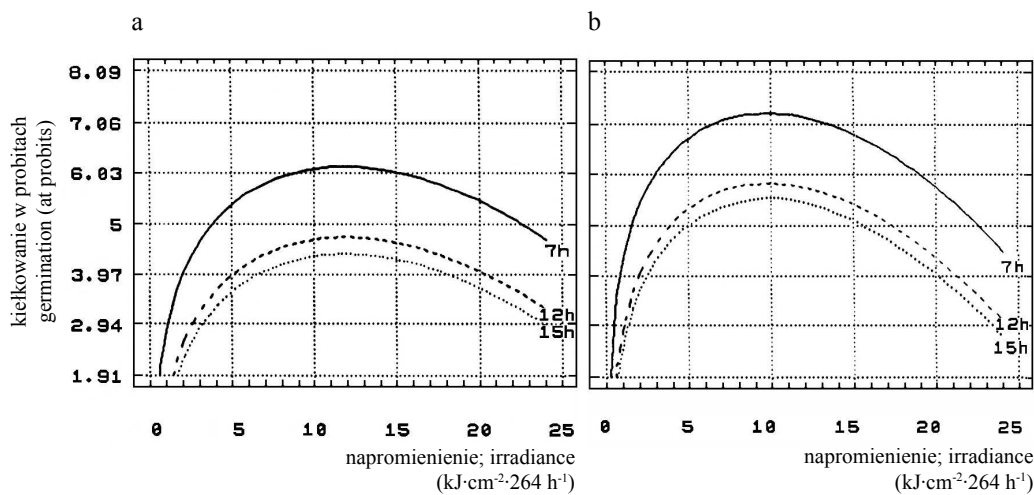 a
b
8.09
7.06
6.03
5
3.97
2.94
1.91
kiełkowanie w probitach
germination (at probits)
7h
12h
15h
7h
12h
15h
0 5 10 15 20 25
0 5 10 15 20 25
napromienienie; irradiance
(kJ·cm⁻²·264 h⁻¹)
napromienienie; irradiance
(kJ·cm⁻²·264 h⁻¹)